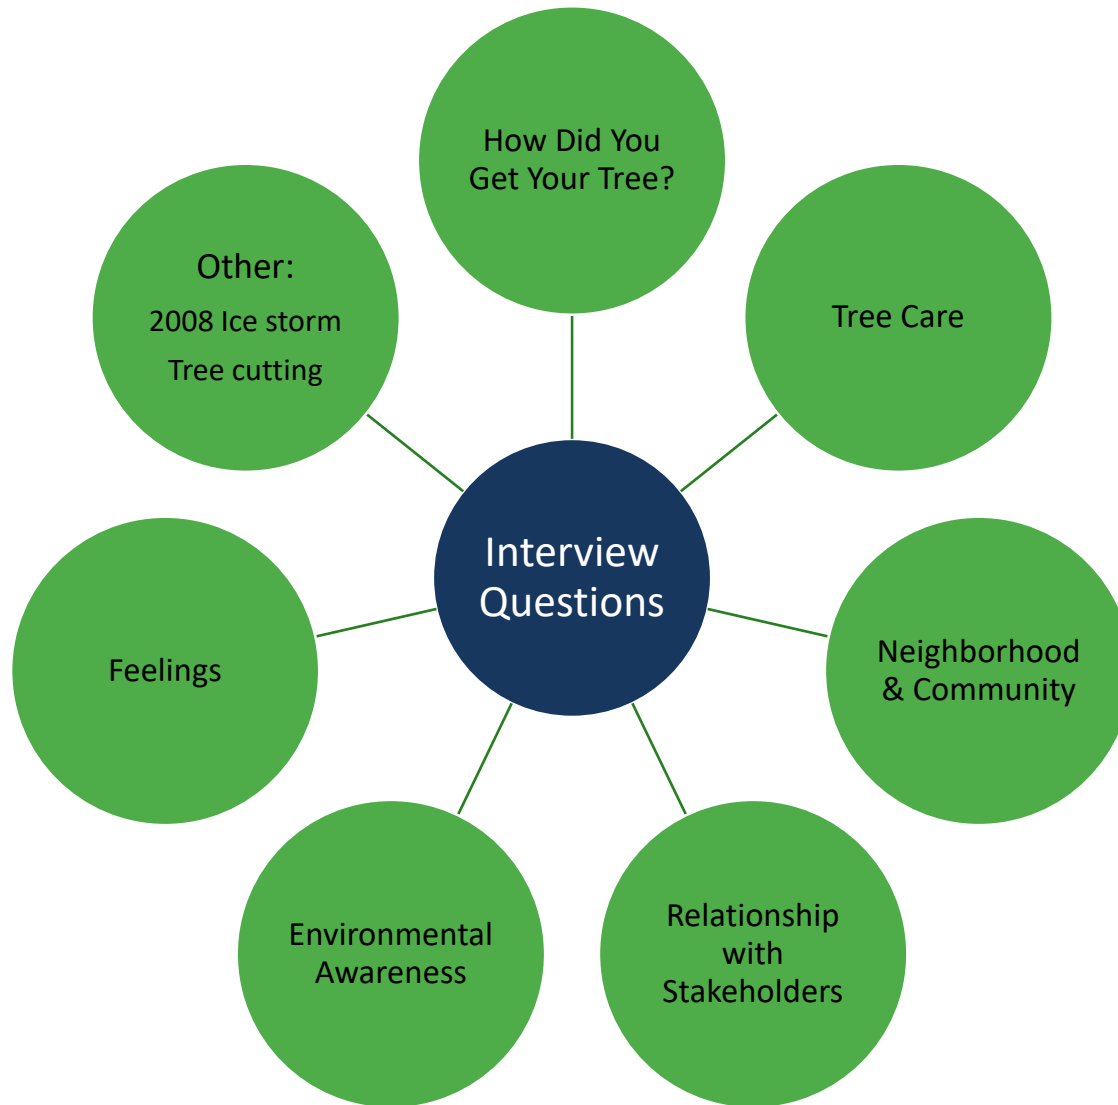 How Did You
Get Your Tree?
Other:
2008 Ice storm
Tree cutting
Tree Care
Interview
Questions
Feelings
Neighborhood
& Community
Environmental
Awareness
Relationship
with
Stakeholders